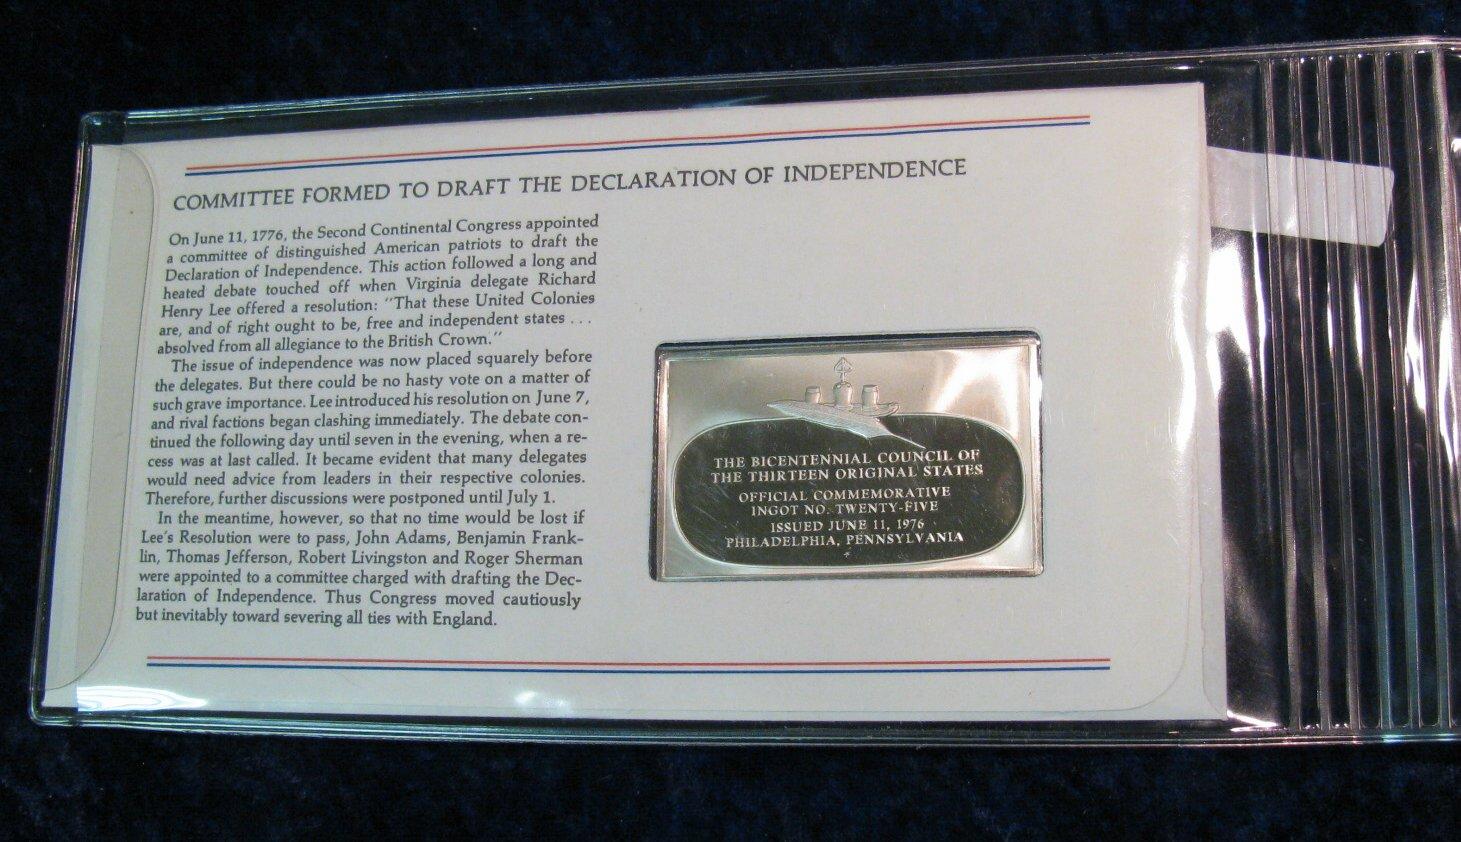 COMMITTEE FORMED TO DRAFT THE DECLARATION OF INDEPENDENCE
On June 11, 1776, the Second Continental Congress appointed
a committee of distinguished American patriots to draft the
Declaration of Independence. This action followed a long and
heated debate touched off when Virginia delegate Richard
Henry Lee offered a resolution: "That these United Colonies
are, and of right ought to be, free and independent states . . .
absolved from all allegiance to the British Crown."
The issue of independence was now placed squarely before
the delegates. But there could be no hasty vote on a matter of
such grave importance. Lee introduced his resolution on June 7,
and rival factions began clashing immediately. The debate con-
tinued the following day until seven in the evening, when a re-
cess was at last called. It became evident that many delegates
would need advice from leaders in their respective colonies.
Therefore, further discussions were postponed until July 1.
In the meantime, however, so that no time would be lost if
Lee's Resolution were to pass, John Adams, Benjamin Frank-
lin, Thomas Jefferson, Robert Livingston and Roger Sherman
were appointed to a committee charged with drafting the Dec-
laration of Independence. Thus Congress moved cautiously
but inevitably toward severing all ties with England.
THE BICENTENNIAL COUNCIL OF
THE THIRTEEN ORIGINAL STATES
OFFICIAL COMMEMORATIVE
INGOT NO. TWENTY-FIVE
ISSUED JUNE 11, 1976
PHILADELPHIA, PENNSYLVANIA